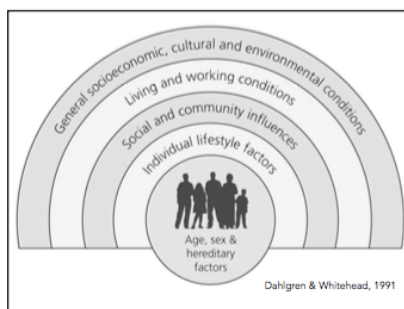 General socioeconomic, cultural and environmental conditions
Living and working conditions
Social and community influences
Individual lifestyle factors
Age, sex &
hereditary
factors
Dahlgren & Whitehead, 1991